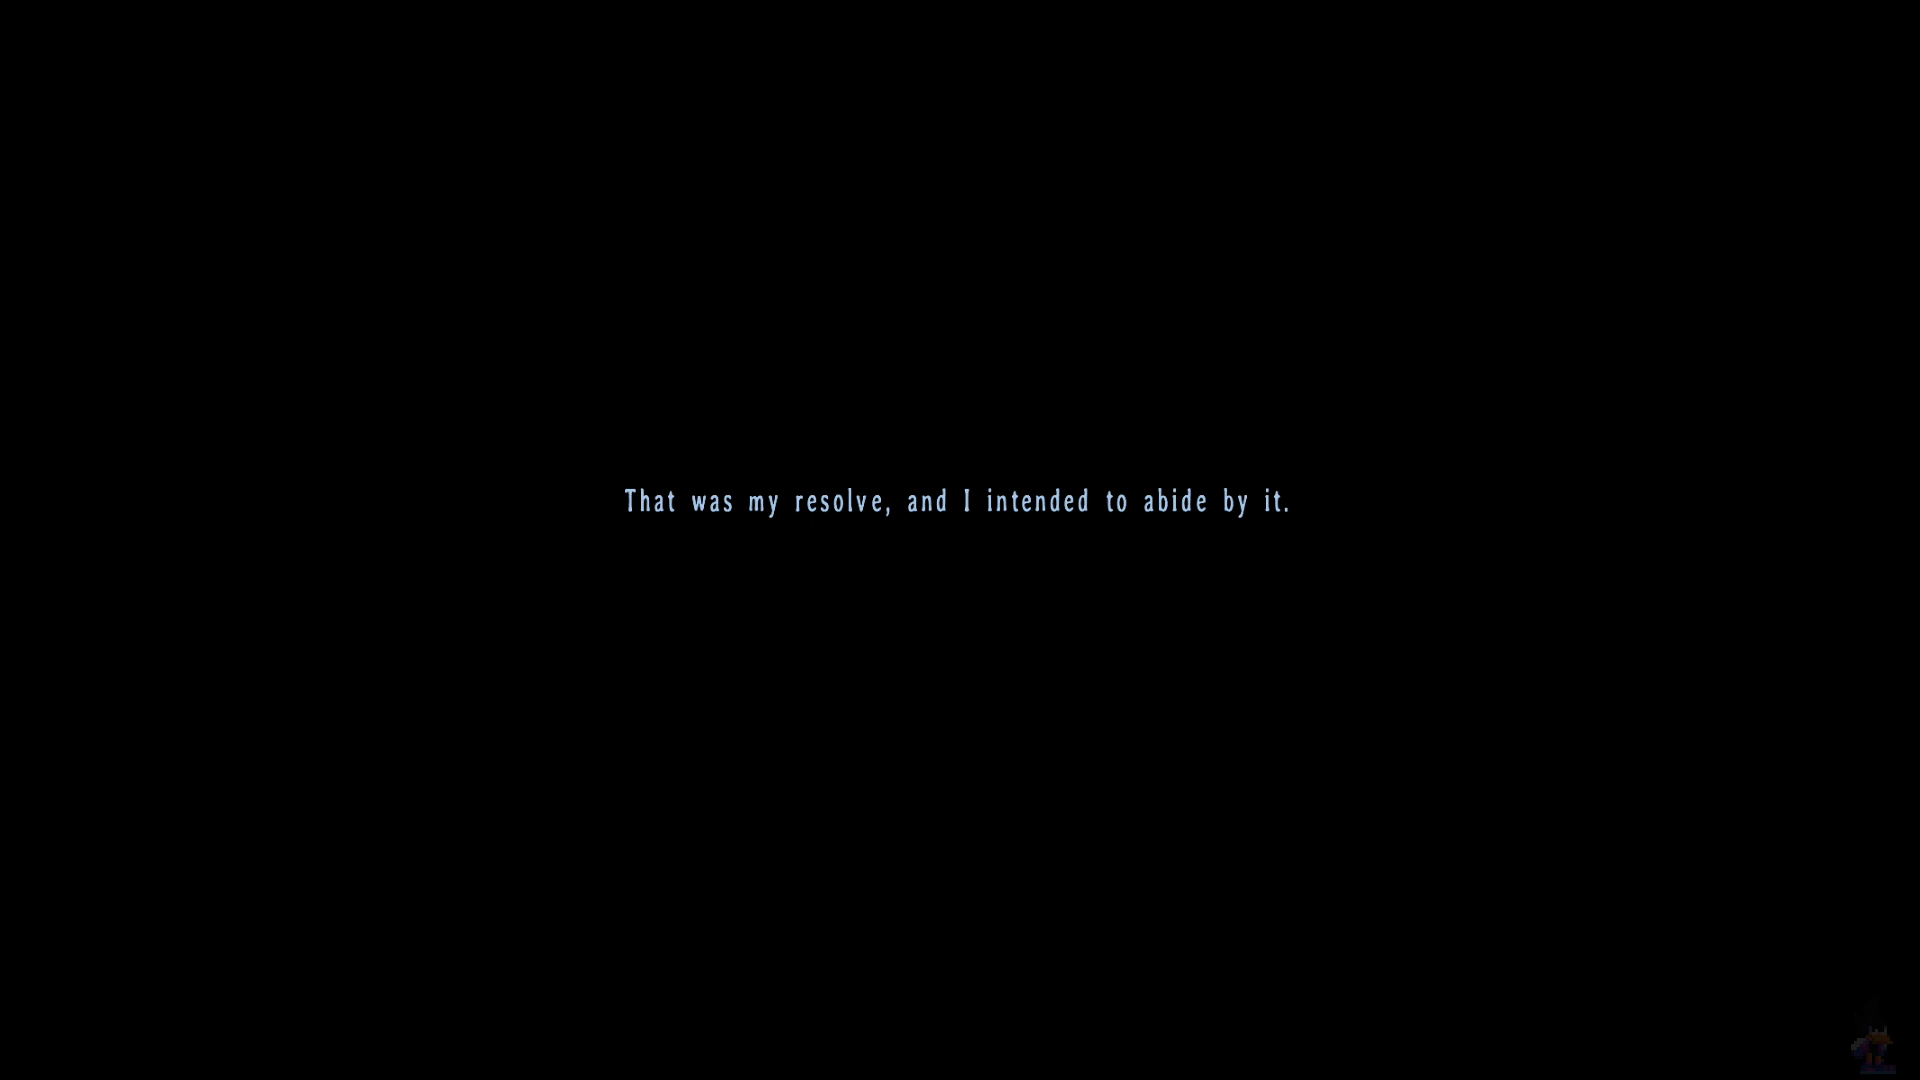 That was my resolve, and I intended to abide by it.